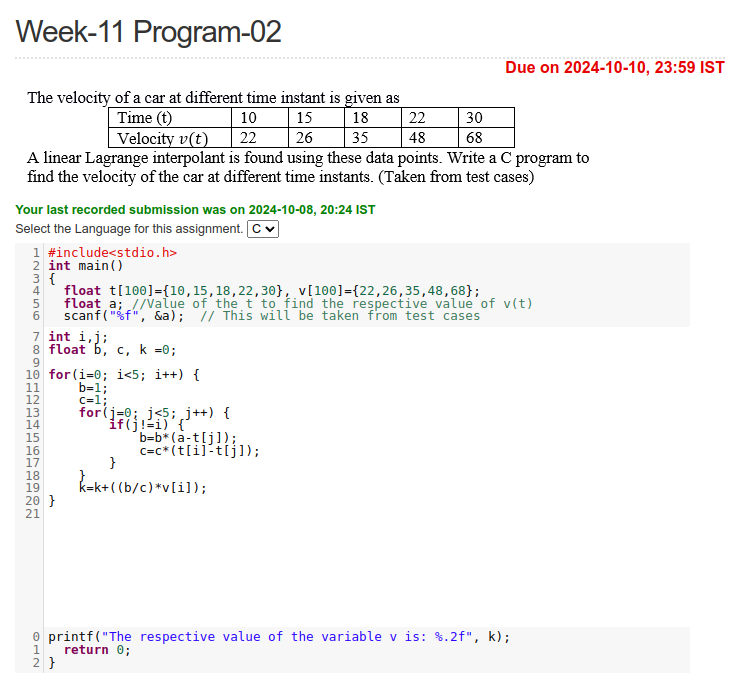 Week-11 Program-02
Due on 2024-10-10, 23:59 IST
The velocity of a car at different time instant is given as
Time (t) 10 15 18 22 30
Velocity v(t) 22 26 35 48 68
A linear Lagrange interpolant is found using these data points. Write a C program to
find the velocity of the car at different time instants. (Taken from test cases)
Your last recorded submission was on 2024-10-08, 20:24 IST
Select the Language for this assignment. C
1 #include<stdio.h>
2 int main()
3 {
4   float t[100]={10,15,18,22,30}, v[100]={22,26,35,48,68};
5   float a; //Value of the t to find the respective value of v(t)
6   scanf("%f", &a);  // This will be taken from test cases
7 int i,j;
8 float b, c, k =0;
9
10 for(i=0; i<5; i++) {
11     b=1;
12     c=1;
13     for(j=0; j<5; j++) {
14         if(j!=i) {
15             b=b*(a-t[j]);
16             c=c*(t[i]-t[j]);
17         }
18     }
19     k=k+((b/c)*v[i]);
20 }
21
0 printf("The respective value of the variable v is: %.2f", k);
1   return 0;
2 }